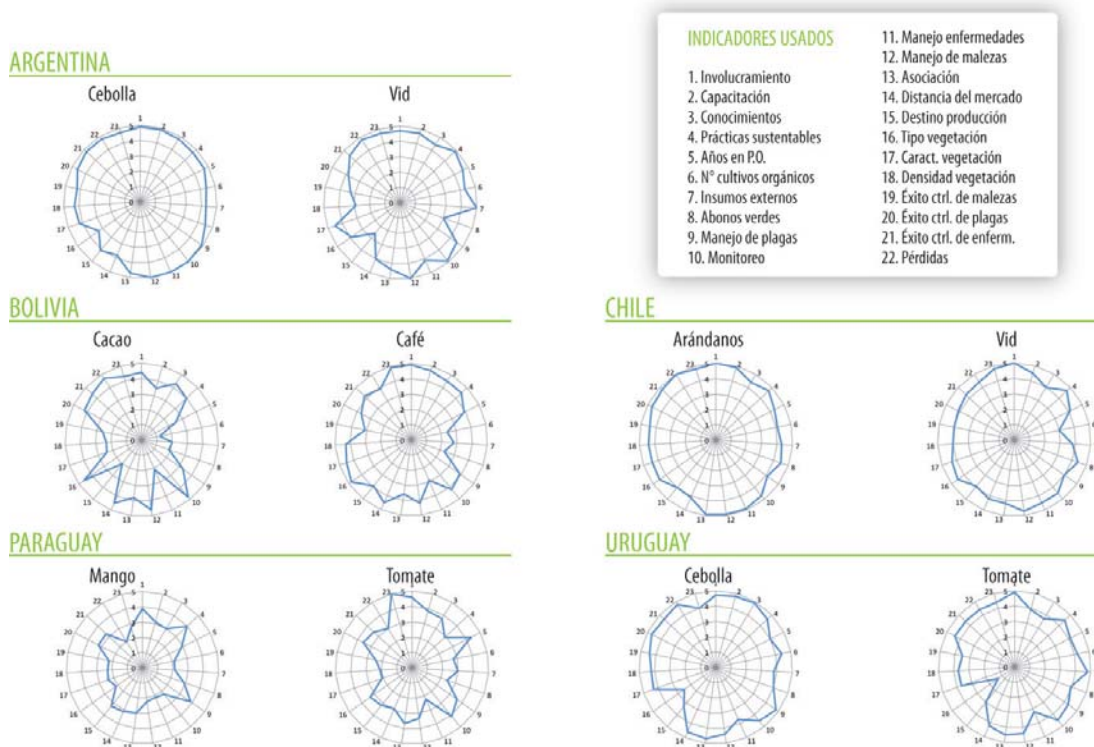 ARGENTINA
Cebolla
Vid
INDICADORES USADOS
1. Involucramiento
2. Capacitación
3. Conocimientos
4. Prácticas sustentables
5. Años en P.O.
6. N° cultivos orgánicos
7. Insumos externos
8. Abonos verdes
9. Manejo de plagas
10. Monitoreo
11. Manejo enfermedades
12. Manejo de malezas
13. Asociación
14. Distancia del mercado
15. Destino producción
16. Tipo vegetación
17. Caract. vegetación
18. Densidad vegetación
19. Éxito ctrl. de malezas
20. Éxito ctrl. de plagas
21. Éxito ctrl. de enferm.
22. Pérdidas
BOLIVIA
Cacao
Café
CHILE
Arándanos
Vid
PARAGUAY
Mango
Tomate
URUGUAY
Cebolla
Tomate